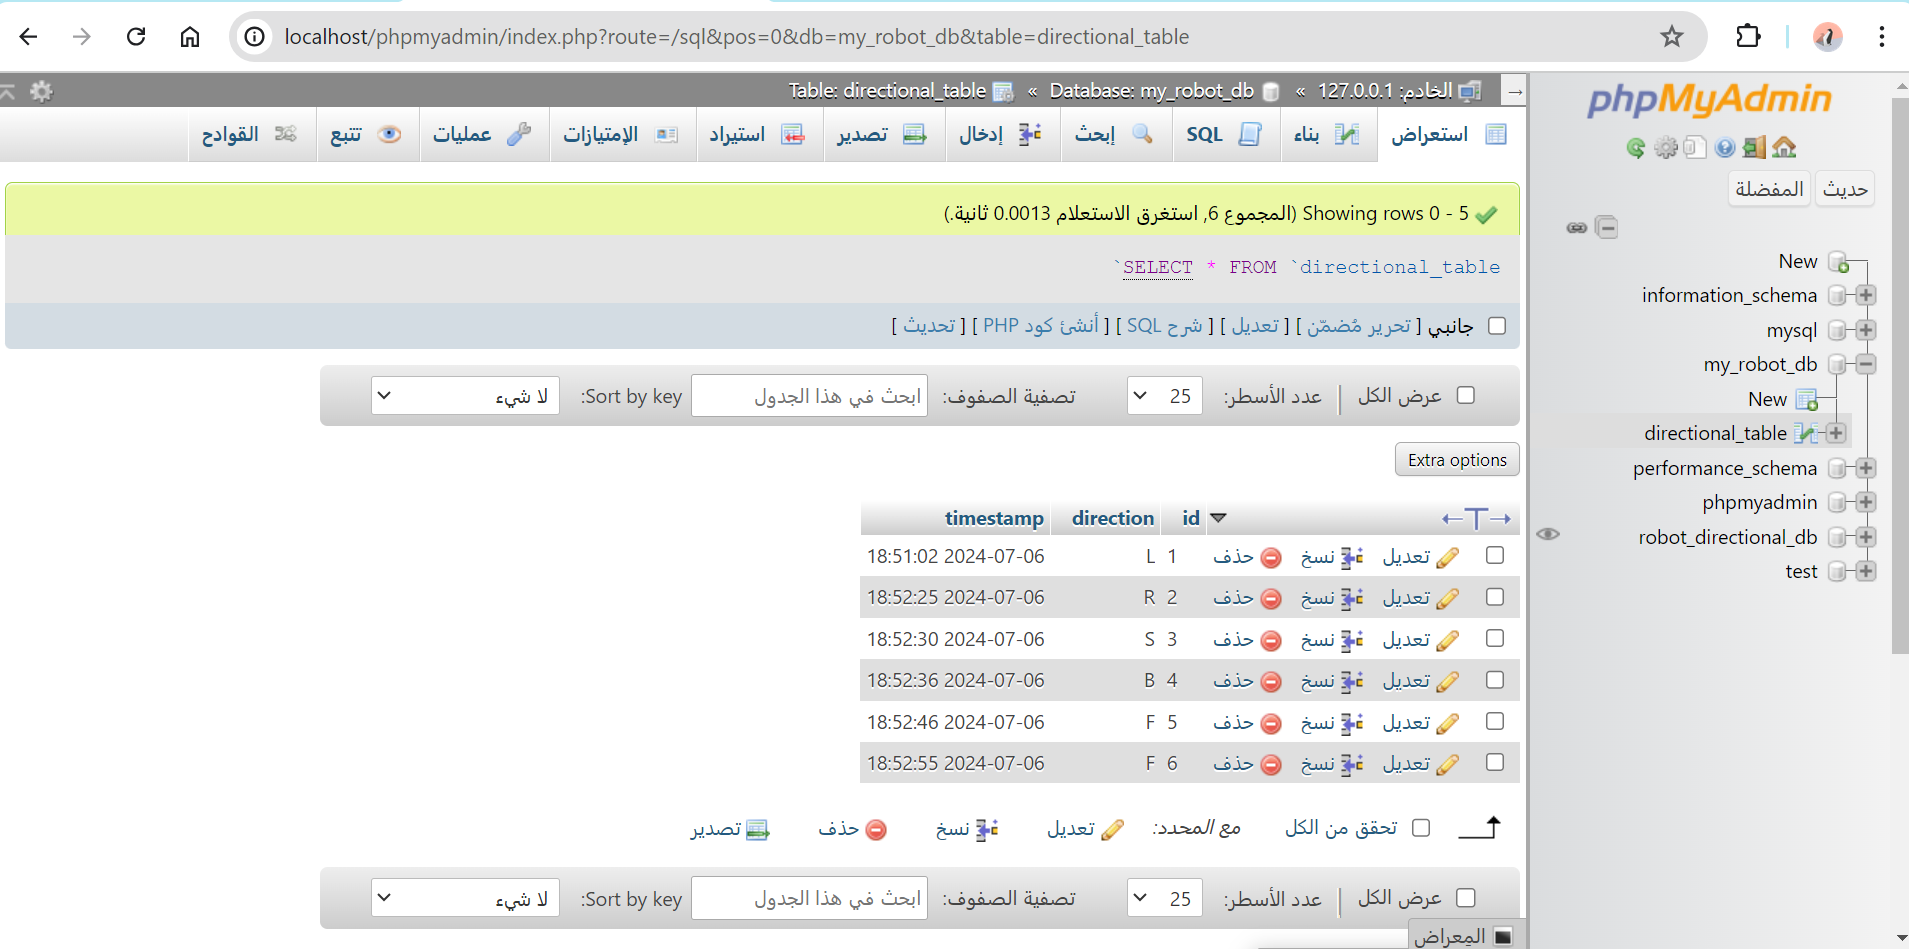 localhost/phpmyadmin/index.php?route=/sql&pos=0&db=my_robot_db&table=directional_table
phpMyAdmin
حديث المفضلة
New
information_schema
mysql
my_robot_db
New
directional_table
performance_schema
phpmyadmin
robot_directional_db
test
الخادم: 127.0.0.1 » Database: my_robot_db » Table: directional_table
استعراض بناء SQL إبحث إدخال تصدير استيراد الإمتيازات عمليات تتبع القوادح
Showing rows 0 - 5 (المجموع 6, استغرق الاستعلام 0.0013 ثانية.)
SELECT * FROM `directional_table`
جانبي [ تحرير مُضمّن ] [ تعديل ] [ شرح SQL ] [ أنشئ كود PHP ] [ تحديث ]
عرض الكل | عدد الأسطر: 25 تصفية الصفوف: ابحث في هذا الجدول Sort by key: لا شيء
Extra options
id direction timestamp
تعديل نسخ حذف 1 L 2024-07-06 18:51:02
تعديل نسخ حذف 2 R 2024-07-06 18:52:25
تعديل نسخ حذف 3 S 2024-07-06 18:52:30
تعديل نسخ حذف 4 B 2024-07-06 18:52:36
تعديل نسخ حذف 5 F 2024-07-06 18:52:46
تعديل نسخ حذف 6 F 2024-07-06 18:52:55
تحقق من الكل مع المحدد: تعديل نسخ حذف تصدير
عرض الكل | عدد الأسطر: 25 تصفية الصفوف: ابحث في هذا الجدول Sort by key: لا شيء
المعراض